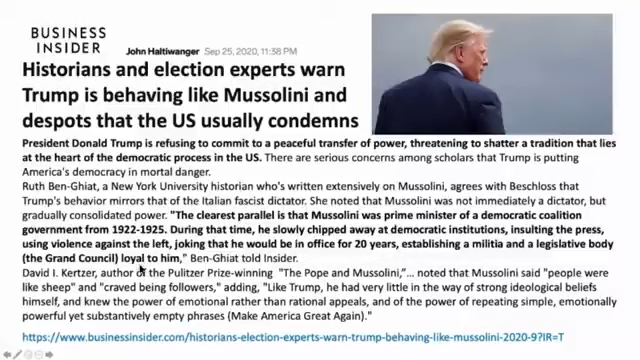 BUSINESS
INSIDER
John Haltiwanger Sep 25, 2020, 11:38 PM
Historians and election experts warn
Trump is behaving like Mussolini and
despots that the US usually condemns
President Donald Trump is refusing to commit to a peaceful transfer of power, threatening to shatter a tradition that lies
at the heart of the democratic process in the US. There are serious concerns among scholars that Trump is putting
America's democracy in mortal danger.
Ruth Ben-Ghiat, a New York University historian who's written extensively on Mussolini, agrees with Beschloss that
Trump's behavior mirrors that of the Italian fascist dictator. She noted that Mussolini was not immediately a dictator, but
gradually consolidated power. "The clearest parallel is that Mussolini was prime minister of a democratic coalition
government from 1922-1925. During that time, he slowly chipped away at democratic institutions, insulting the press,
using violence against the left, joking that he would be in office for 20 years, establishing a militia and a legislative body
(the Grand Council) loyal to him," Ben-Ghiat told Insider.
David I. Kertzer, author of the Pulitzer Prize-winning "The Pope and Mussolini,"... noted that Mussolini said "people were
like sheep" and "craved being followers," adding, "Like Trump, he had very little in the way of strong ideological beliefs
himself, and knew the power of emotional rather than rational appeals, and of the power of repeating simple, emotionally
powerful yet substantively empty phrases (Make America Great Again)."
https://www.businessinsider.com/historians-election-experts-warn-trump-behaving-like-mussolini-2020-9?IR=T